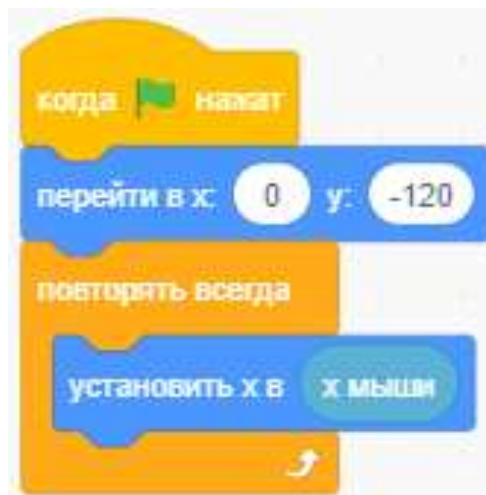 когда нажат
перейти в x: 0 y: -120
повторять всегда
установить x в x мыши